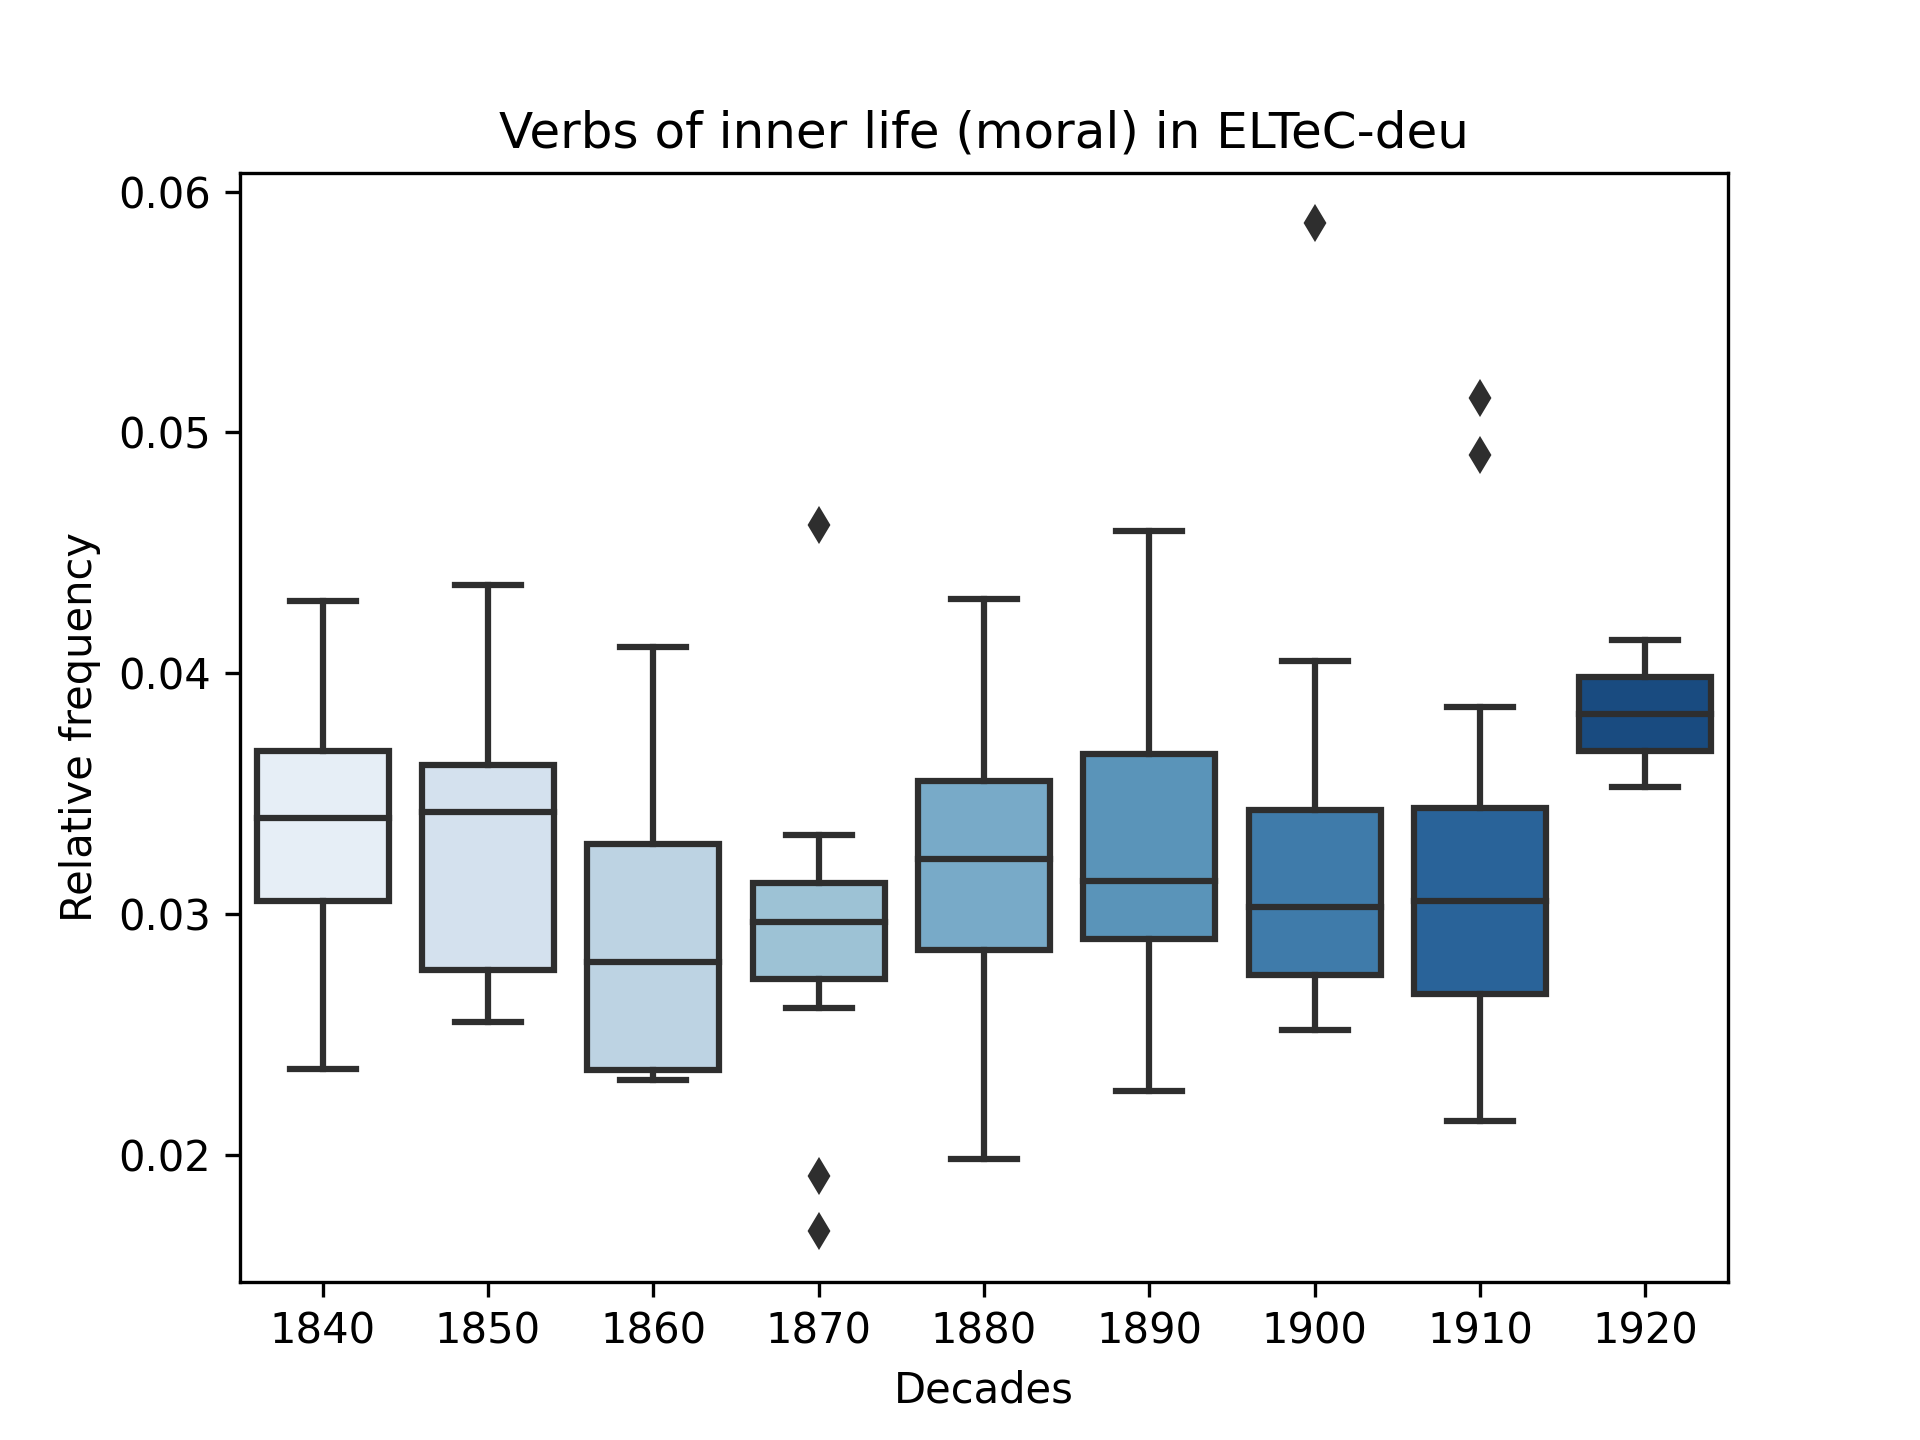 Verbs of inner life (moral) in ELTeC-deu
0.06
0.05
0.04
0.03
0.02
Relative frequency
1840 1850 1860 1870 1880 1890 1900 1910 1920
Decades